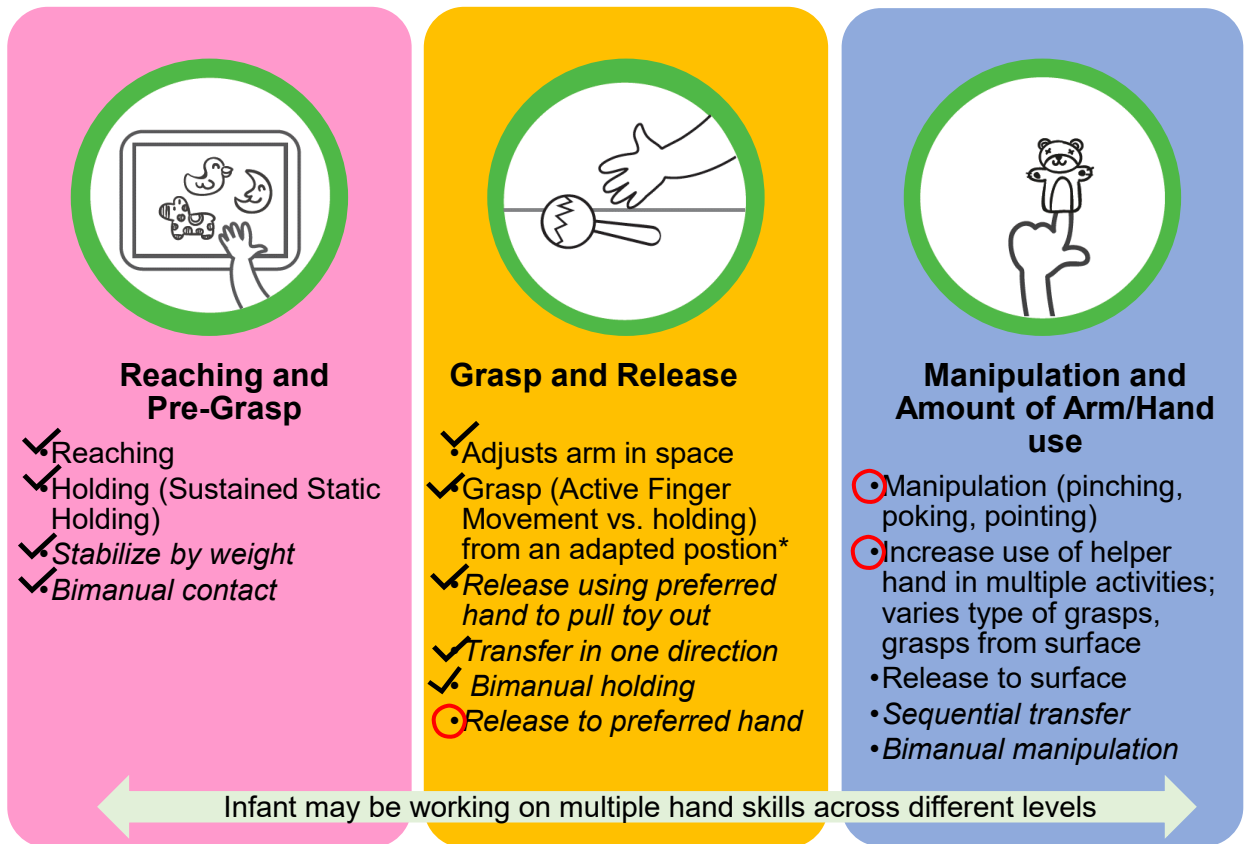 Reaching and
Pre-Grasp
•Reaching
•Holding (Sustained Static
Holding)
•Stabilize by weight
•Bimanual contact
Grasp and Release
•Adjusts arm in space
•Grasp (Active Finger
Movement vs. holding)
from an adapted postion*
•Release using preferred
hand to pull toy out
•Transfer in one direction
• Bimanual holding
•Release to preferred hand
Manipulation and
Amount of Arm/Hand
use
•Manipulation (pinching,
poking, pointing)
•Increase use of helper
hand in multiple activities;
varies type of grasps,
grasps from surface
•Release to surface
•Sequential transfer
•Bimanual manipulation
Infant may be working on multiple hand skills across different levels